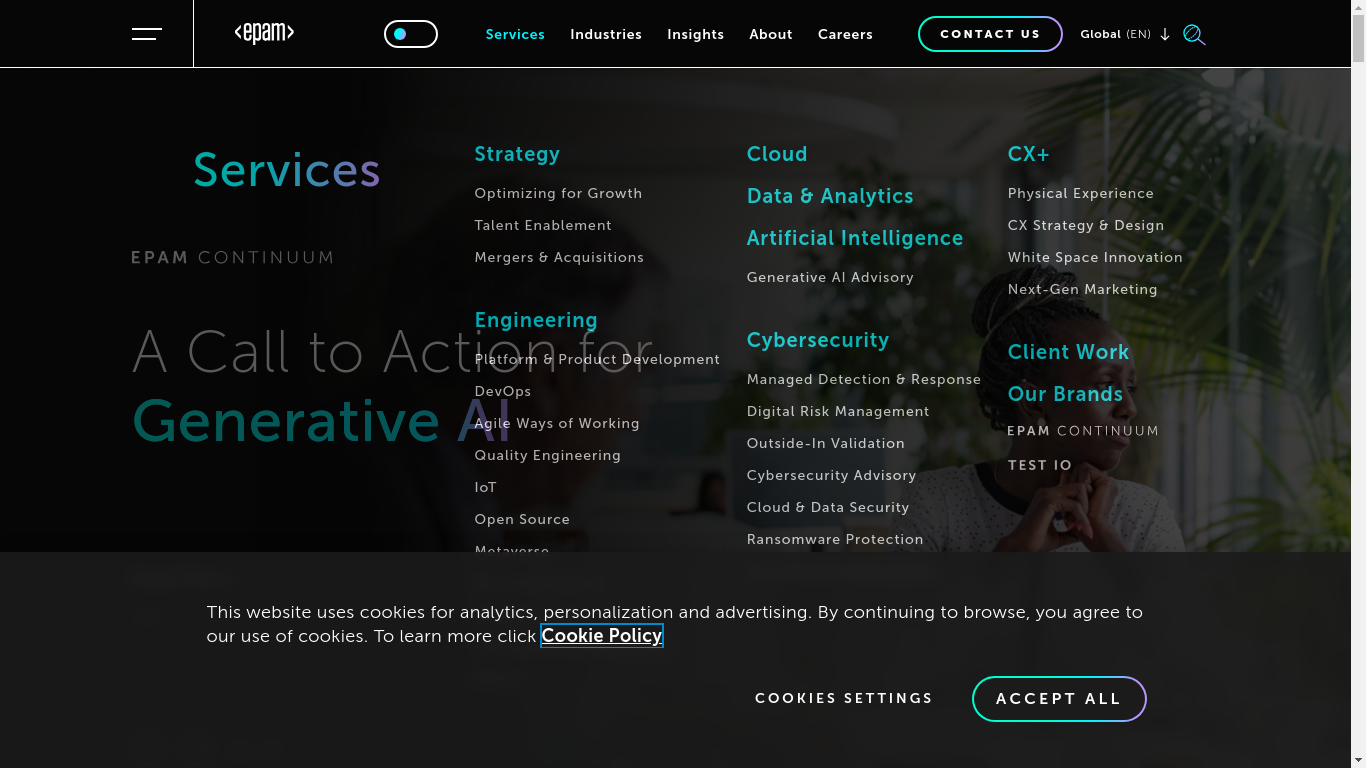 <epam>
Services
Industries
Insights
About
Careers
CONTACT US
Global (EN)
Services
EPAM CONTINUUM
A Call to Action for
Generative AI
Strategy
Optimizing for Growth
Talent Enablement
Mergers & Acquisitions
Engineering
Platform & Product Development
DevOps
Agile Ways of Working
Quality Engineering
IoT
Open Source
Metaverse
Cloud
Data & Analytics
Artificial Intelligence
Generative AI Advisory
Cybersecurity
Managed Detection & Response
Digital Risk Management
Outside-In Validation
Cybersecurity Advisory
Cloud & Data Security
Ransomware Protection
CX+
Physical Experience
CX Strategy & Design
White Space Innovation
Next-Gen Marketing
Client Work
Our Brands
EPAM CONTINUUM
TEST IO
This website uses cookies for analytics, personalization and advertising. By continuing to browse, you agree to
our use of cookies. To learn more click Cookie Policy
COOKIES SETTINGS
ACCEPT ALL